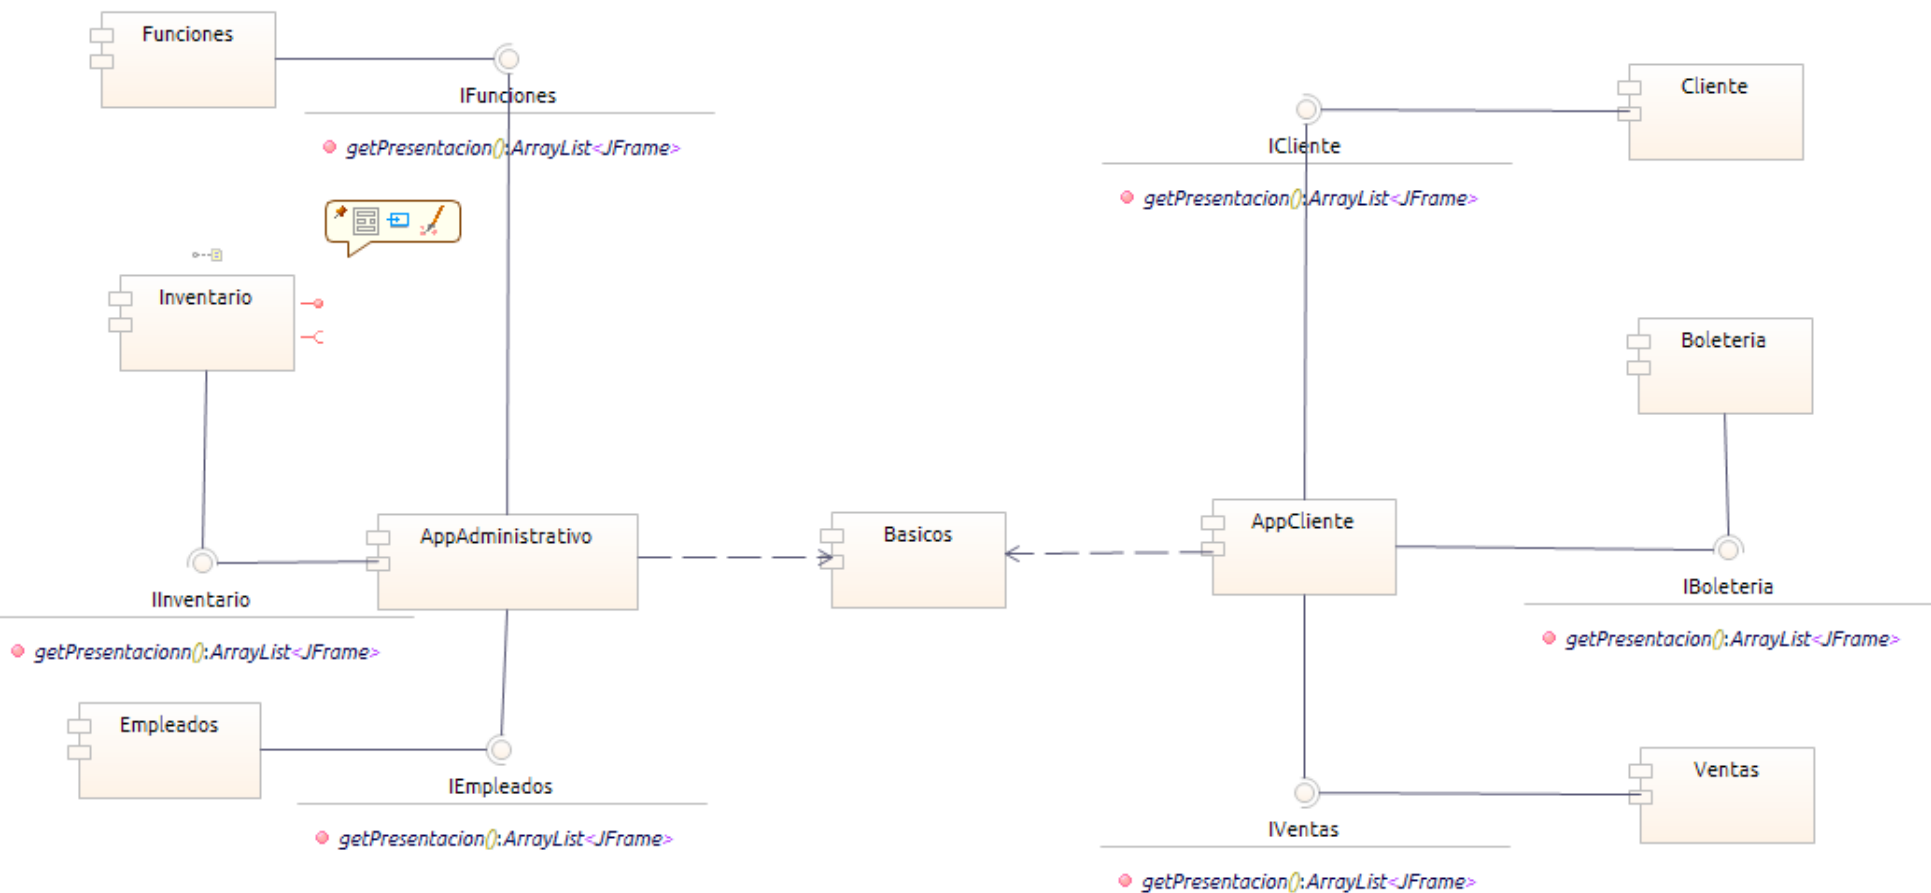 Funciones
IFunciones
getPresentacion():ArrayList<JFrame>
Cliente
ICliente
getPresentacion():ArrayList<JFrame>
Inventario
Boleteria
AppAdministrativo
Basicos
AppCliente
IInventario
getPresentacionn():ArrayList<JFrame>
IBoleteria
getPresentacion():ArrayList<JFrame>
Empleados
IEmpleados
getPresentacion():ArrayList<JFrame>
Ventas
IVentas
getPresentacion():ArrayList<JFrame>